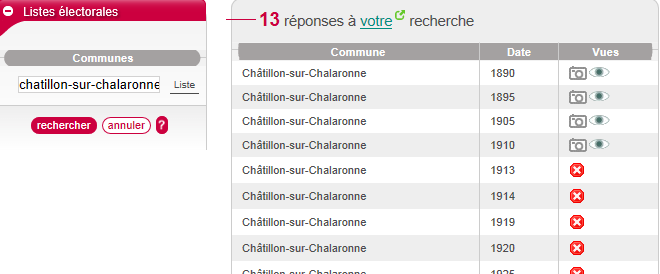 Listes électorales
Communes
chatillon-sur-chalaronne Liste
rechercher annuler ?
13 réponses à votre recherche
Commune Date Vues
Châtillon-sur-Chalaronne 1890
Châtillon-sur-Chalaronne 1895
Châtillon-sur-Chalaronne 1905
Châtillon-sur-Chalaronne 1910
Châtillon-sur-Chalaronne 1913
Châtillon-sur-Chalaronne 1914
Châtillon-sur-Chalaronne 1919
Châtillon-sur-Chalaronne 1920
Châtillon-sur-Chalaronne